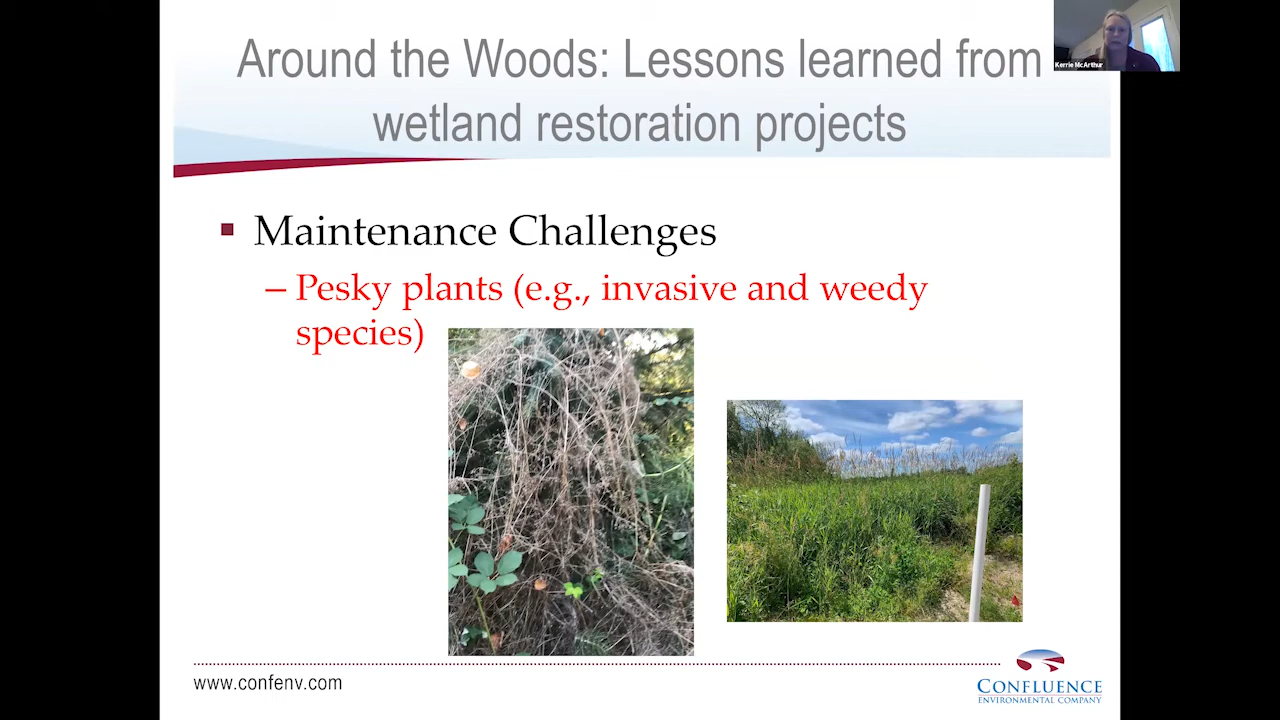 Around the Woods: Lessons learned from
wetland restoration projects
Kerrie McArthur
▪ Maintenance Challenges
– Pesky plants (e.g., invasive and weedy
species)
www.confenv.com
CONFLUENCE
ENVIRONMENTAL COMPANY